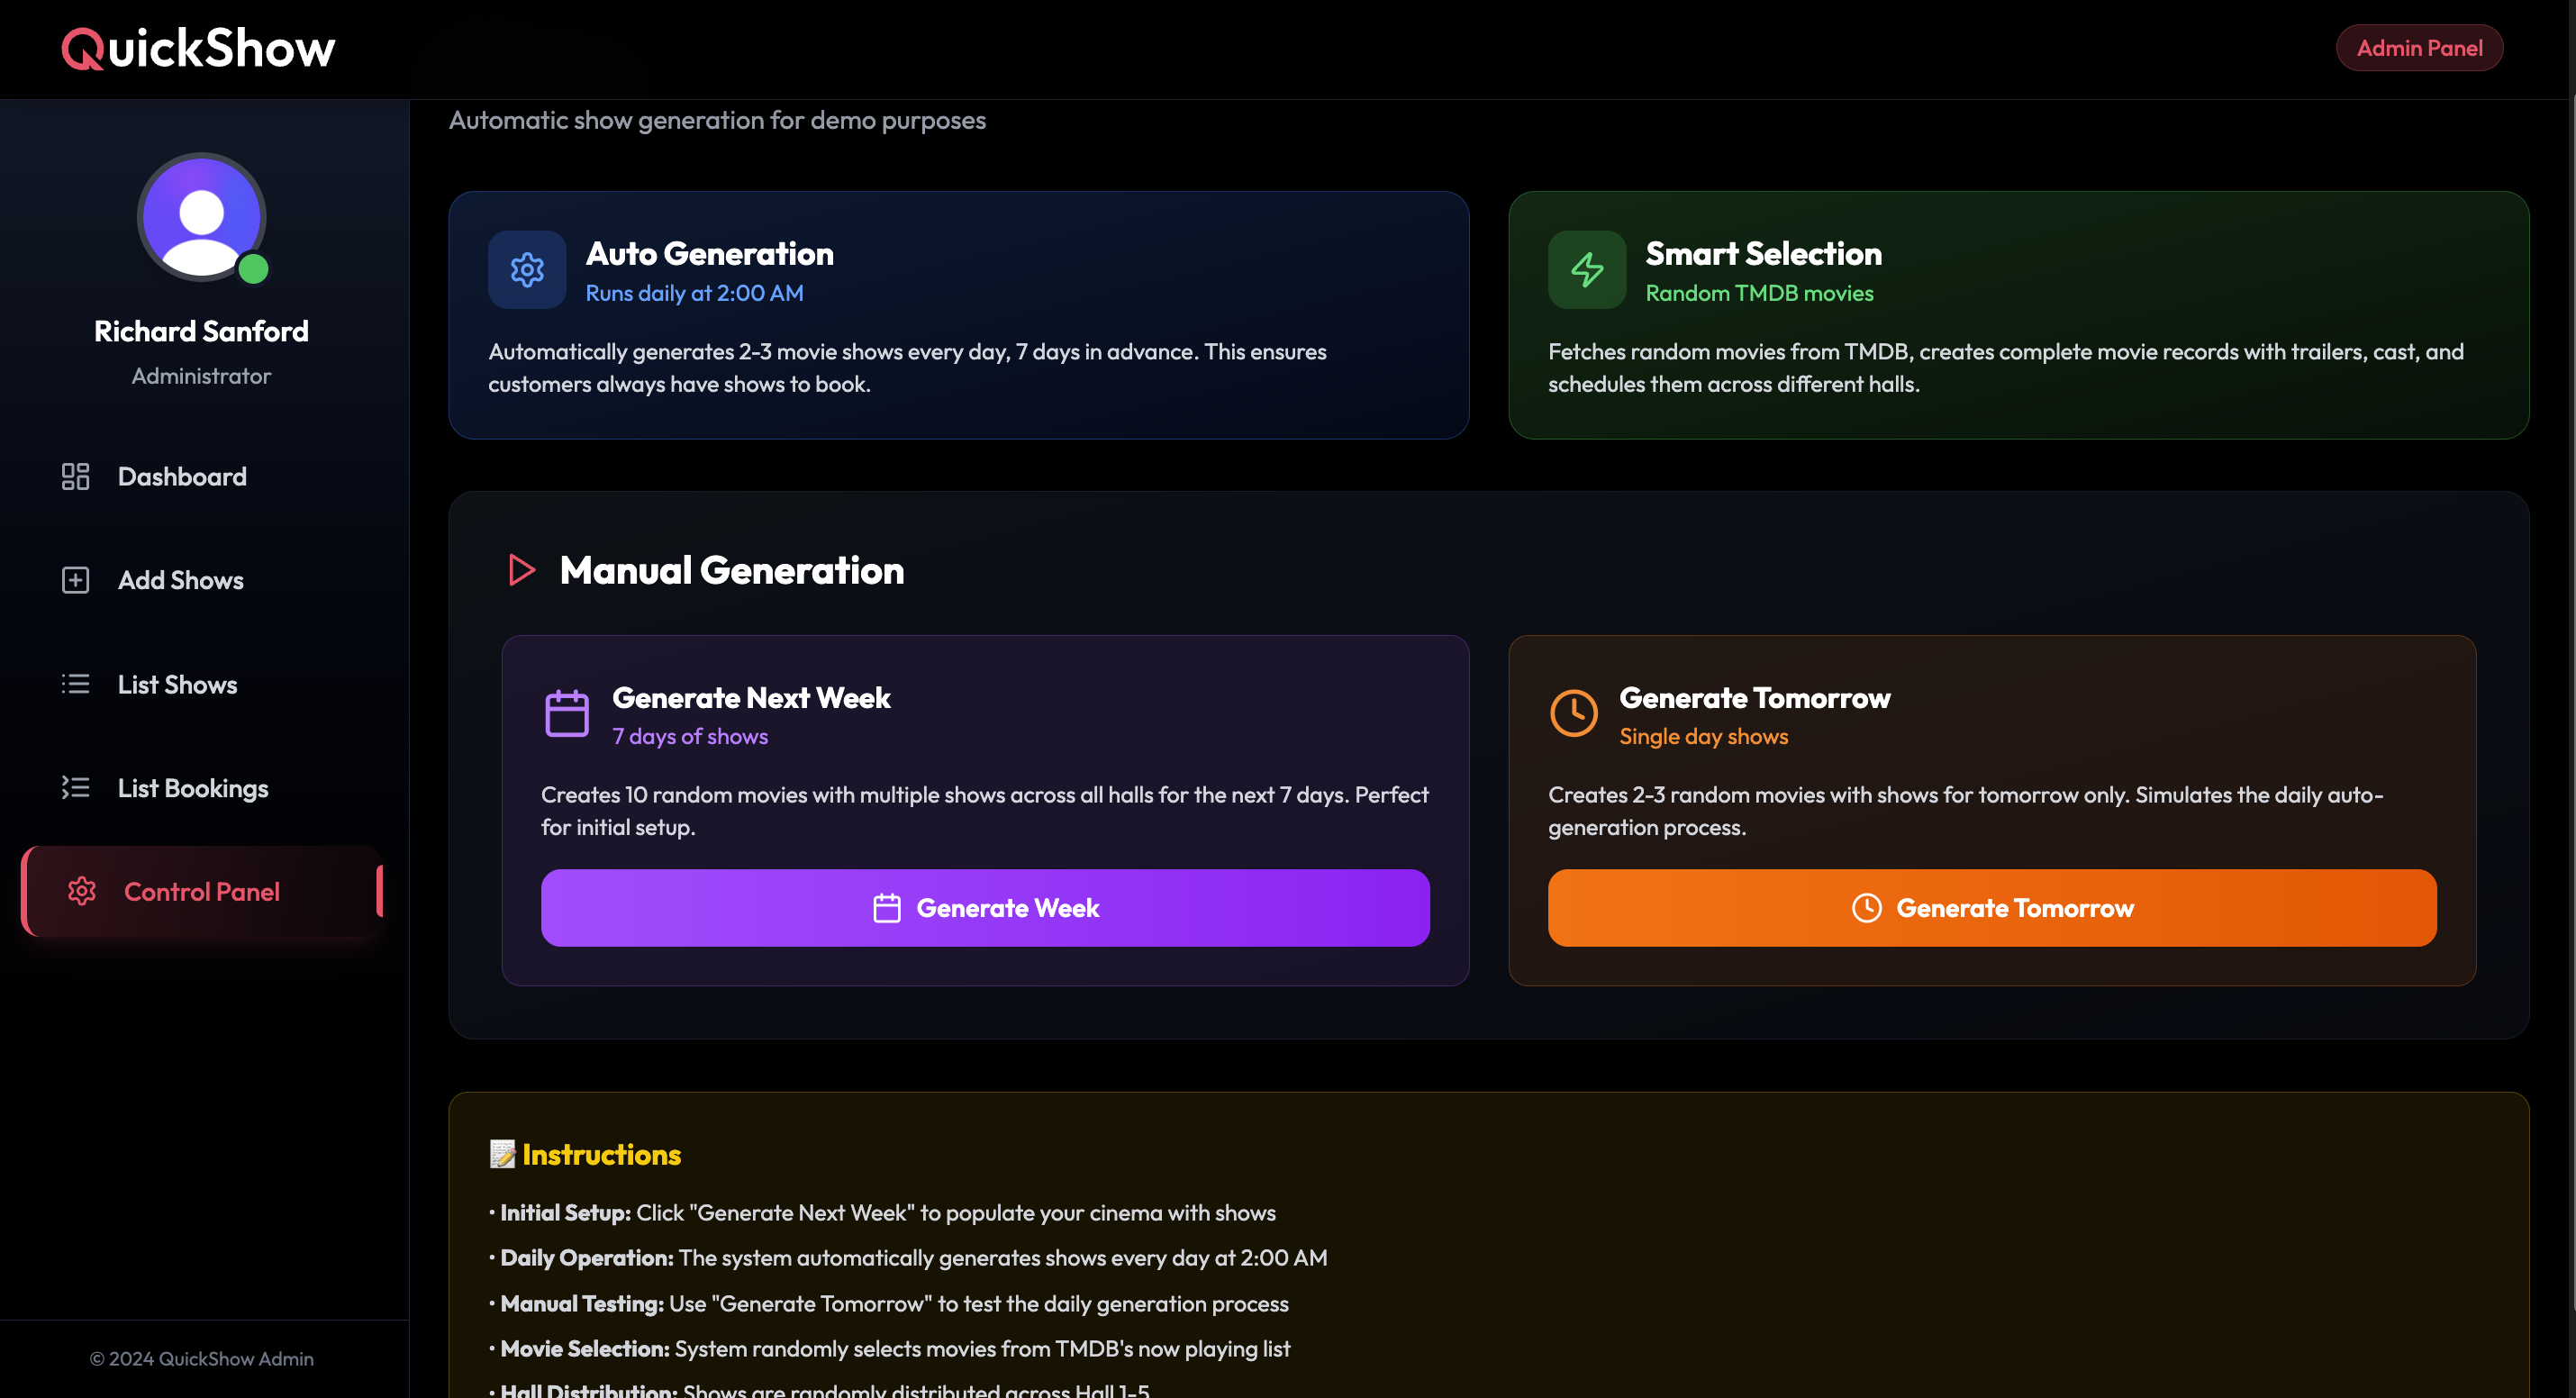 QuickShow
Admin Panel
Richard Sanford
Administrator
Dashboard
Add Shows
List Shows
List Bookings
Control Panel
© 2024 QuickShow Admin
Automatic show generation for demo purposes
Auto Generation
Runs daily at 2:00 AM
Automatically generates 2-3 movie shows every day, 7 days in advance. This ensures
customers always have shows to book.
Smart Selection
Random TMDB movies
Fetches random movies from TMDB, creates complete movie records with trailers, cast, and
schedules them across different halls.
Manual Generation
Generate Next Week
7 days of shows
Creates 10 random movies with multiple shows across all halls for the next 7 days. Perfect
for initial setup.
Generate Week
Generate Tomorrow
Single day shows
Creates 2-3 random movies with shows for tomorrow only. Simulates the daily auto-
generation process.
Generate Tomorrow
📝 Instructions
• Initial Setup: Click "Generate Next Week" to populate your cinema with shows
• Daily Operation: The system automatically generates shows every day at 2:00 AM
• Manual Testing: Use "Generate Tomorrow" to test the daily generation process
• Movie Selection: System randomly selects movies from TMDB's now playing list
• Hall Distribution: Shows are randomly distributed across Hall 1-5